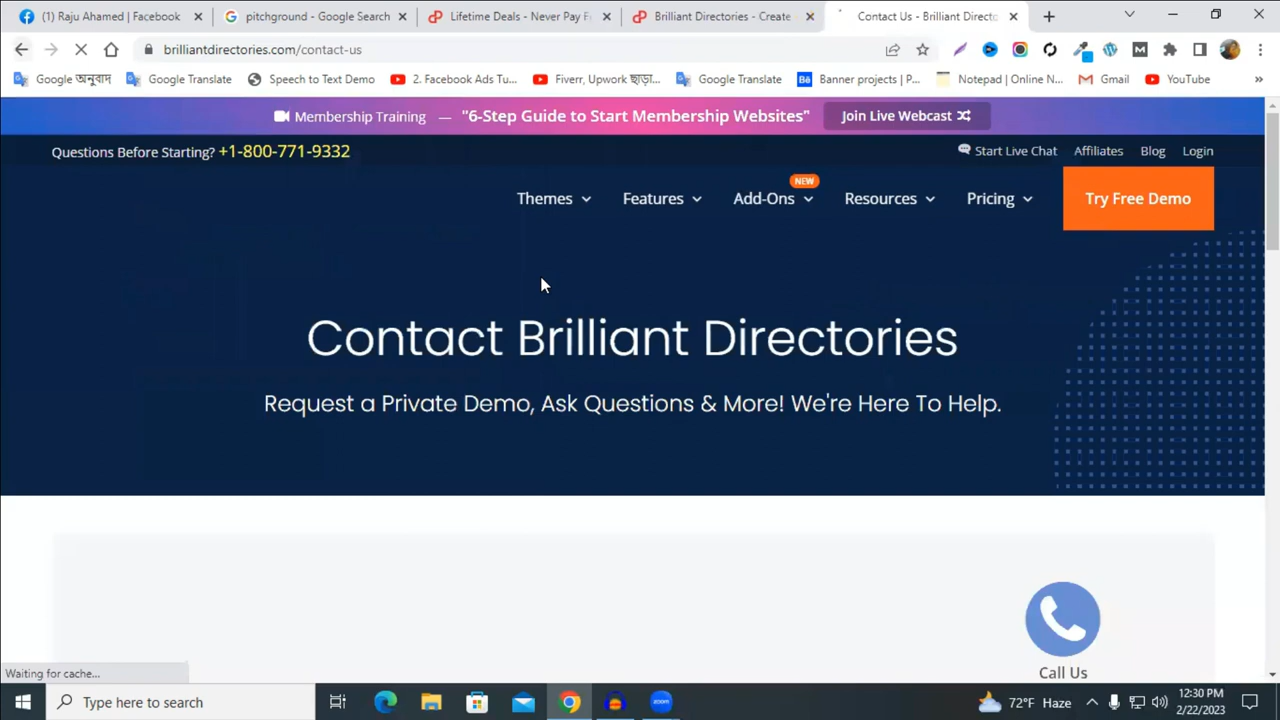 (1) Raju Ahamed | Facebook
pitchground - Google Search
Lifetime Deals - Never Pay F
Brilliant Directories - Create
Contact Us - Brilliant Directo
brilliantdirectories.com/contact-us
Google অনুবাদ
Google Translate
Speech to Text Demo
2. Facebook Ads Tu...
Fiverr, Upwork ছাড়া...
Google Translate
Banner projects | P...
Notepad | Online N...
Gmail
YouTube
»
Membership Training — "6-Step Guide to Start Membership Websites"
Join Live Webcast
Questions Before Starting? +1-800-771-9332
Start Live Chat
Affiliates
Blog
Login
NEW
Themes
Features
Add-Ons
Resources
Pricing
Try Free Demo
Contact Brilliant Directories
Request a Private Demo, Ask Questions & More! We're Here To Help.
Call Us
Waiting for cache...
Type here to search
zoom
72°F Haze
12:30 PM
2/22/2023